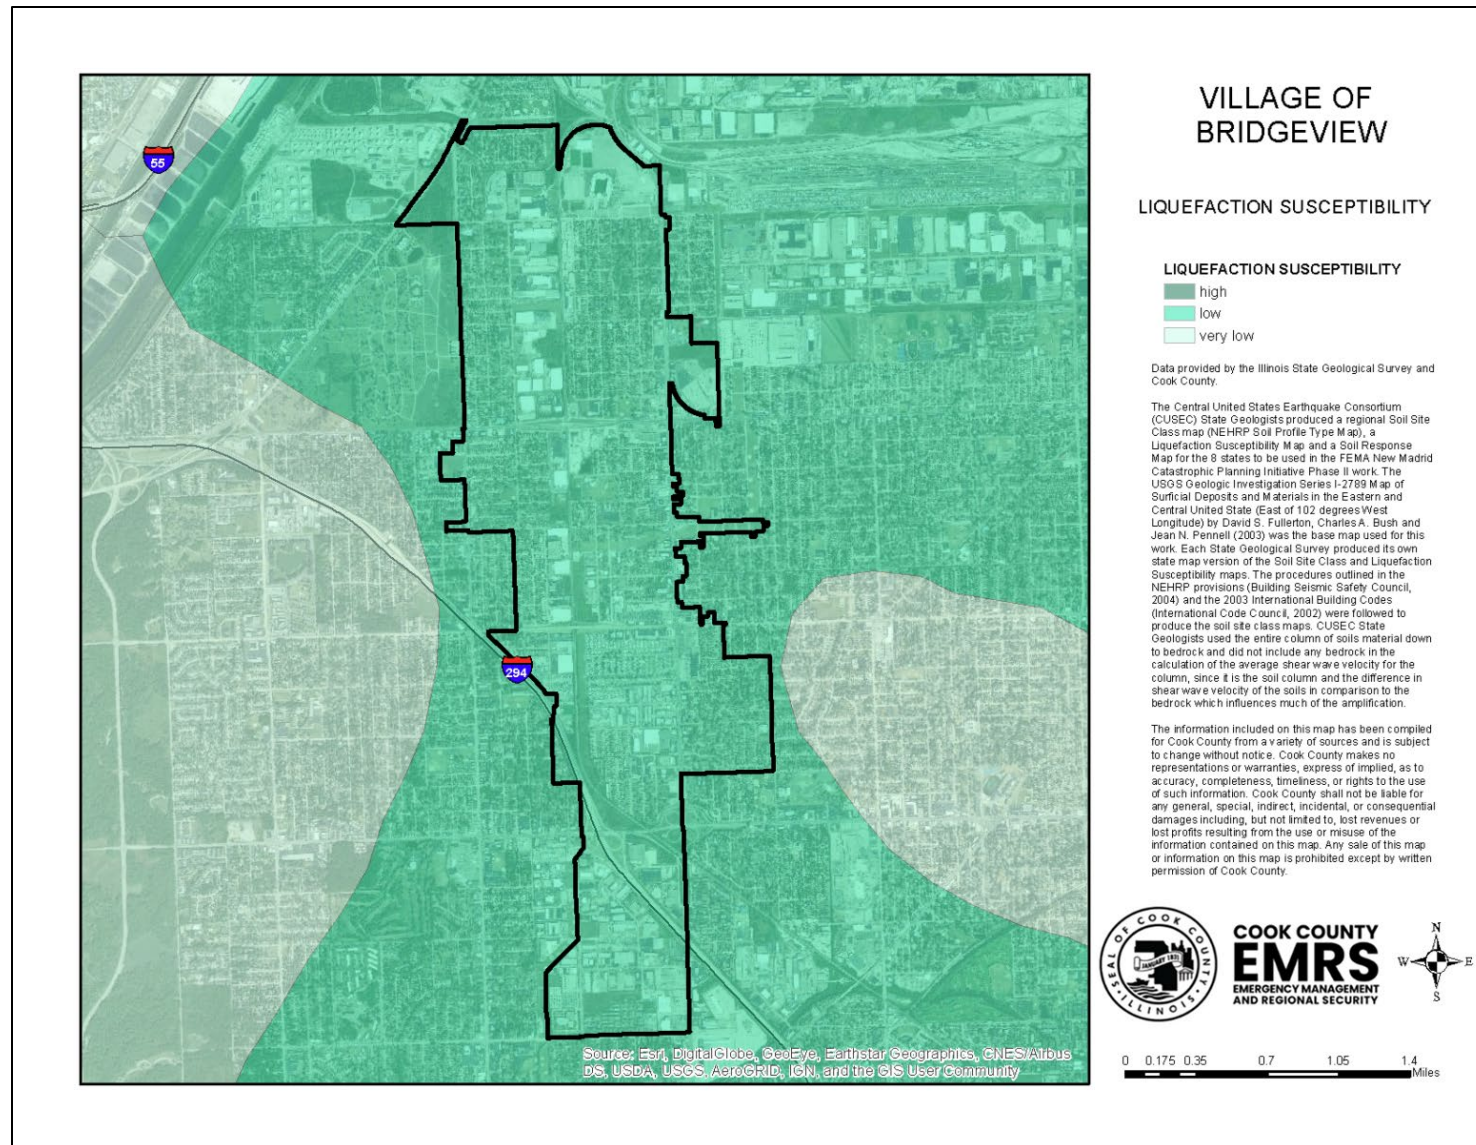 VILLAGE OF
BRIDGEVIEW
LIQUEFACTION SUSCEPTIBILITY
LIQUEFACTION SUSCEPTIBILITY
high
low
very low
Data provided by the Illinois State Geological Survey and
Cook County.
The Central United States Earthquake Consortium
(CUSEC) State Geologists produced a regional Soil Site
Class map (NEHRP Soil Profile Type Map), a
Liquefaction Susceptibility Map and a Soil Response
Map for the 8 states to be used in the FEMA New Madrid
Catastrophic Planning Initiative Phase II work. The
USGS Geologic Investigation Series I-2789 Map of
Surficial Deposits and Materials in the Eastern and
Central United State (East of 102 degrees West
Longitude) by David S. Fullerton, Charles A. Bush and
Jean N. Pennell (2003) was the base map used for this
work. Each State Geological Survey produced its own
state map version of the Soil Site Class and Liquefaction
Susceptibility maps. The procedures outlined in the
NEHRP provisions (Building Seismic Safety Council,
2004) and the 2003 International Building Codes
(International Code Council, 2002) were followed to
produce the soil site class maps. CUSEC State
Geologists used the entire column of soils material down
to bedrock and did not include any bedrock in the
calculation of the average shear wave velocity for the
column, since it is the soil column and the difference in
shear wave velocity of the soils in comparison to the
bedrock which influences much of the amplification.
The information included on this map has been compiled
for Cook County from a variety of sources and is subject
to change without notice. Cook County makes no
representations or warranties, express of implied, as to
accuracy, completeness, timeliness, or rights to the use
of such information. Cook County shall not be liable for
any general, special, indirect, incidental, or consequential
damages including, but not limited to, lost revenues or
lost profits resulting from the use or misuse of the
information contained on this map. Any sale of this map
or information on this map is prohibited except by written
permission of Cook County.
55
294
Source: Esri, DigitalGlobe, GeoEye, Earthstar Geographics, CNES/Airbus
DS, USDA, USGS, AeroGRID, IGN, and the GIS User Community
SEAL OF COOK COUNTY
JANUARY 1831
ILLINOIS
COOK COUNTY
EMRS
EMERGENCY MANAGEMENT
AND REGIONAL SECURITY
N
W E
S
0 0.175 0.35 0.7 1.05 1.4
Miles